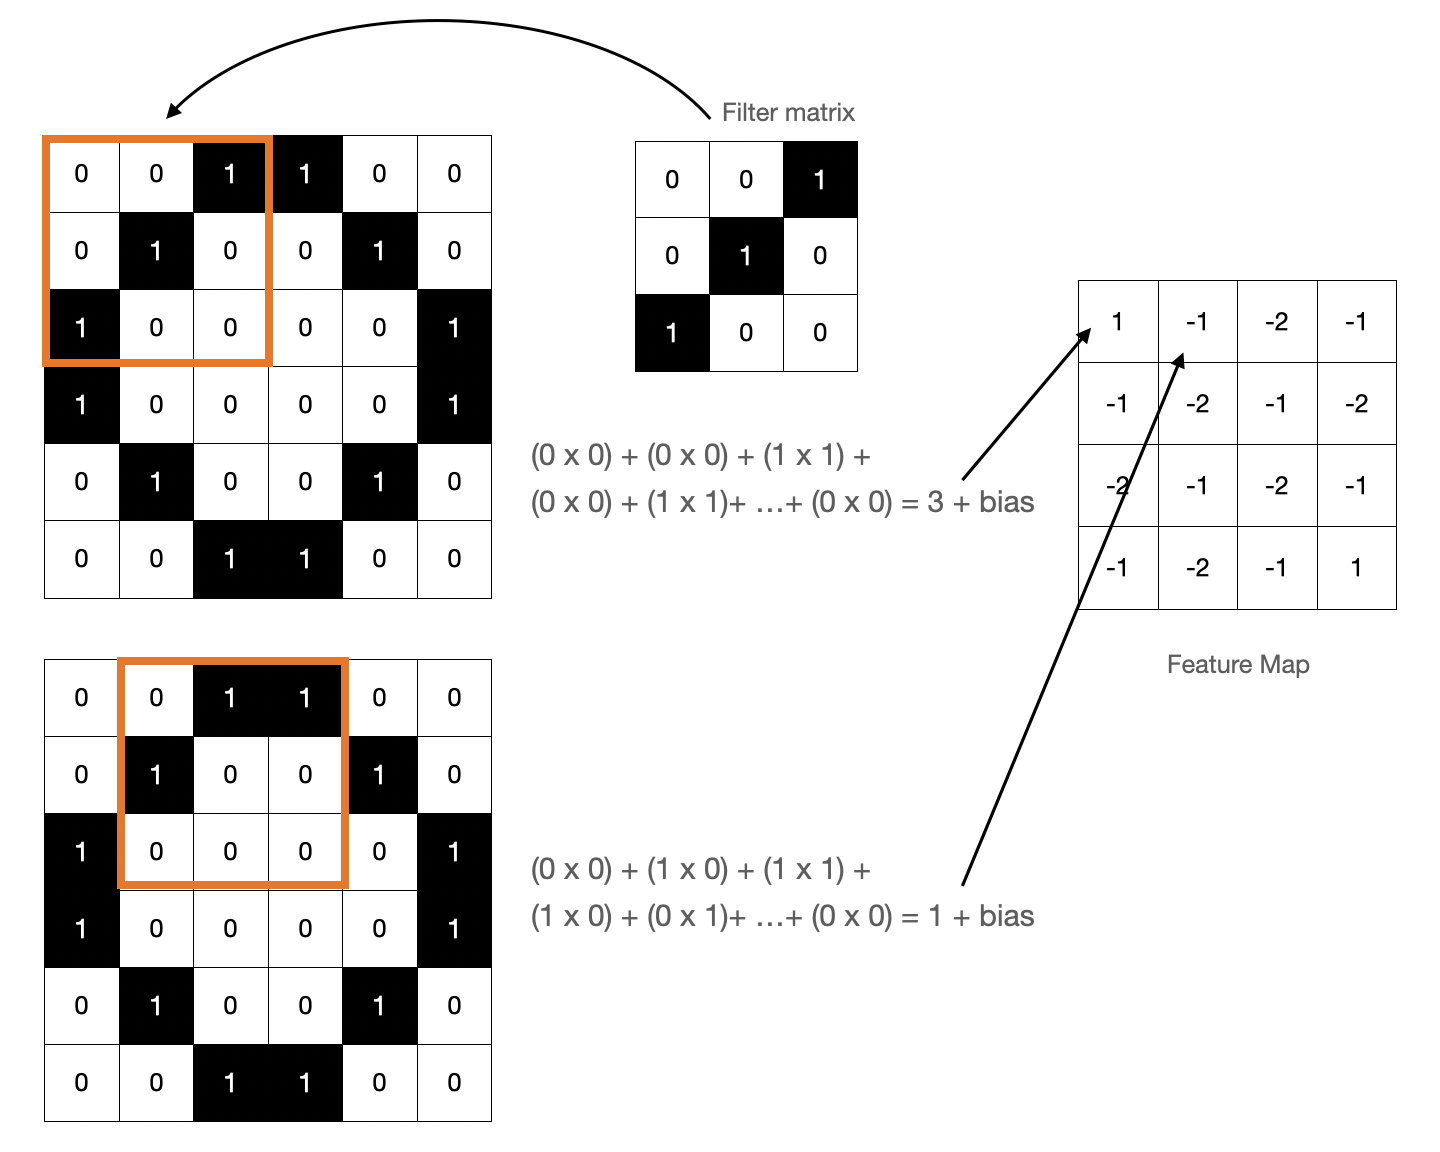 Filter matrix
0 0 1 1 0 0
0 1 0 0 1 0
1 0 0 0 0 1
1 0 0 0 0 1
0 1 0 0 1 0
0 0 1 1 0 0
0 0 1
0 1 0
1 0 0
(0 x 0) + (0 x 0) + (1 x 1) +
(0 x 0) + (1 x 1)+ ...+ (0 x 0) = 3 + bias
1 -1 -2 -1
-1 -2 -1 -2
-2 -1 -2 -1
-1 -2 -1 1
Feature Map
0 0 1 1 0 0
0 1 0 0 1 0
1 0 0 0 0 1
1 0 0 0 0 1
0 1 0 0 1 0
0 0 1 1 0 0
(0 x 0) + (1 x 0) + (1 x 1) +
(1 x 0) + (0 x 1)+ ...+ (0 x 0) = 1 + bias